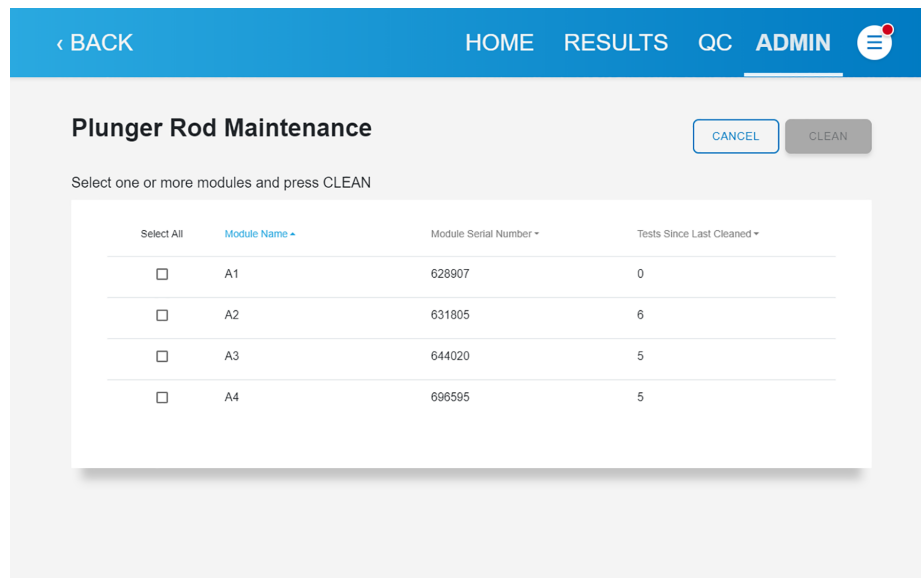 ‹ BACK HOME RESULTS QC ADMIN
Plunger Rod Maintenance
CANCEL CLEAN
Select one or more modules and press CLEAN
Select All Module Name Module Serial Number Tests Since Last Cleaned
A1 628907 0
A2 631805 6
A3 644020 5
A4 696595 5